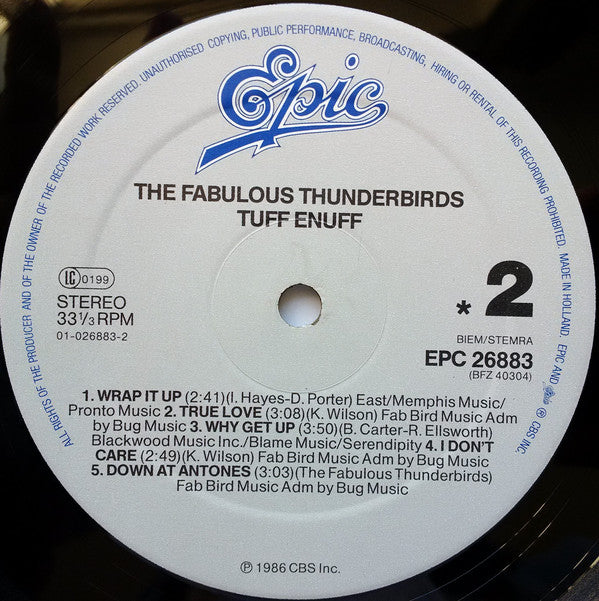 ALL RIGHTS OF THE PRODUCER AND OF THE OWNER OF THE RECORDED WORK RESERVED. UNAUTHORISED COPYING, PUBLIC PERFORMANCE, BROADCASTING, HIRING OR RENTAL OF THIS RECORDING PROHIBITED. MADE IN HOLLAND. EPIC AND Epic ® CBS INC.
Epic
THE FABULOUS THUNDERBIRDS
TUFF ENUFF
LC 0199
STEREO
33 1/3 RPM
01-026883-2
* 2
BIEM/STEMRA
EPC 26883
(BFZ 40304)
1. WRAP IT UP (2:41)(I. Hayes-D. Porter) East/Memphis Music/
Pronto Music 2. TRUE LOVE (3:08)(K. Wilson) Fab Bird Music Adm
by Bug Music 3. WHY GET UP (3:50)(B. Carter-R. Ellsworth)
Blackwood Music Inc./Blame Music/Serendipity 4. I DON'T
CARE (2:49)(K. Wilson) Fab Bird Music Adm by Bug Music
5. DOWN AT ANTONES (3:03)(The Fabulous Thunderbirds)
Fab Bird Music Adm by Bug Music
℗ 1986 CBS Inc.